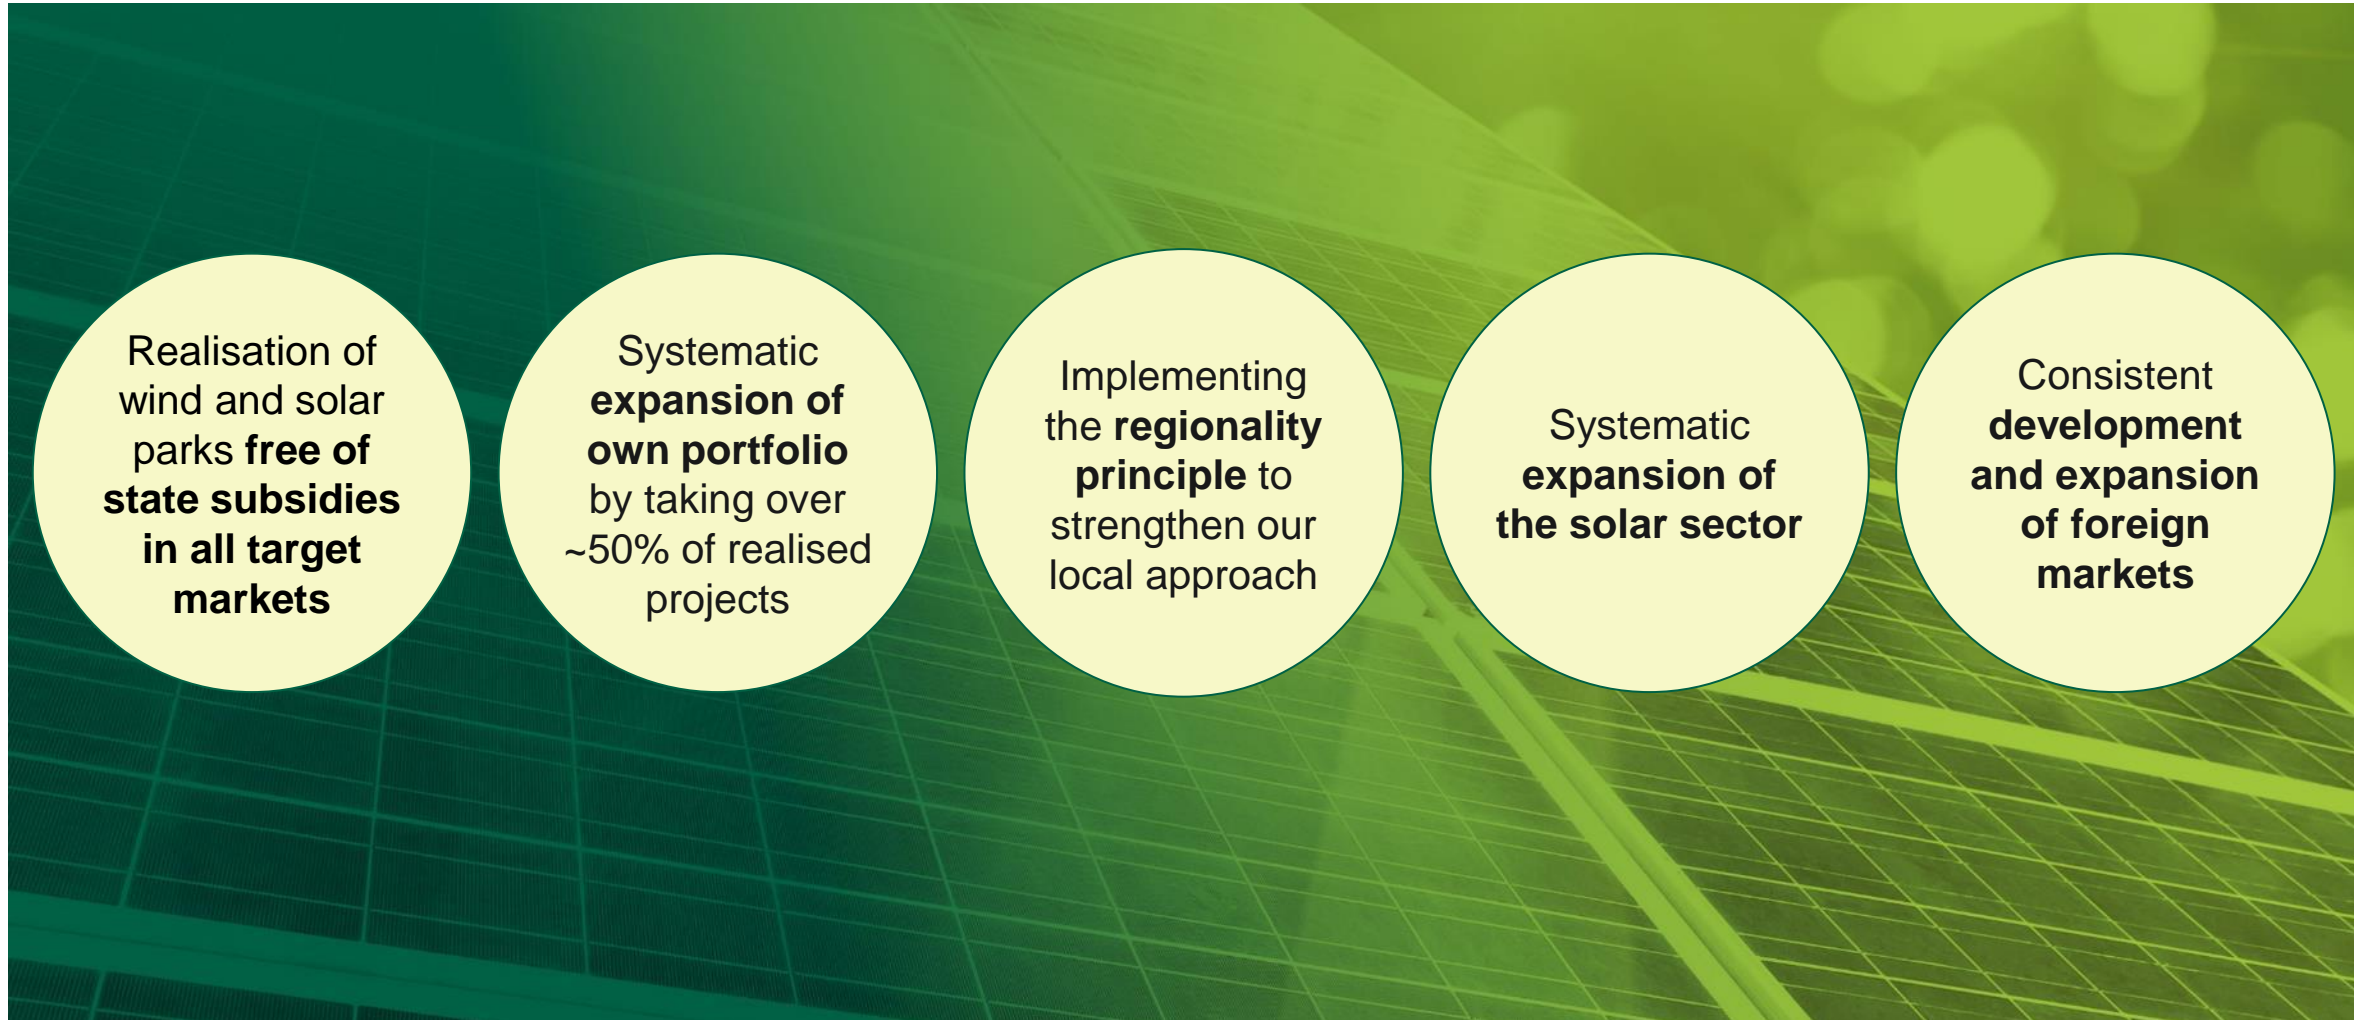 Realisation of
wind and solar
parks free of
state subsidies
in all target
markets
Systematic
expansion of
own portfolio
by taking over
~50% of realised
projects
Implementing
the regionality
principle to
strengthen our
local approach
Systematic
expansion of
the solar sector
Consistent
development
and expansion
of foreign
markets